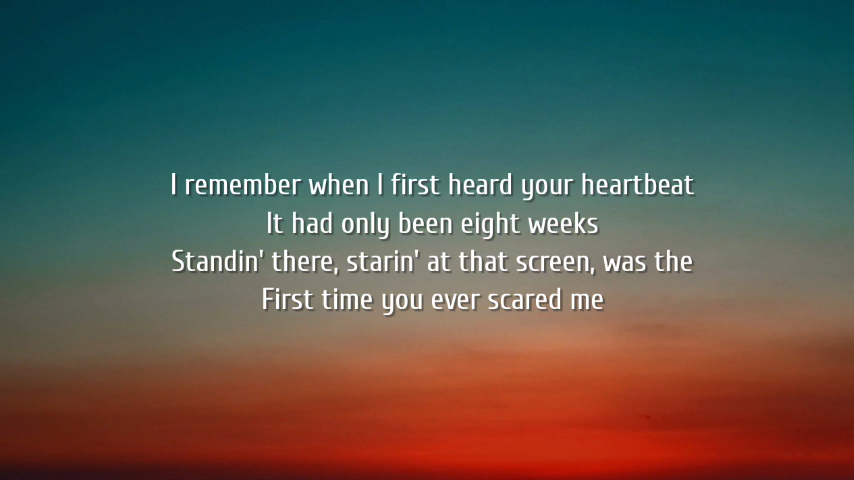 I remember when I first heard your heartbeat
It had only been eight weeks
Standin' there, starin' at that screen, was the
First time you ever scared me